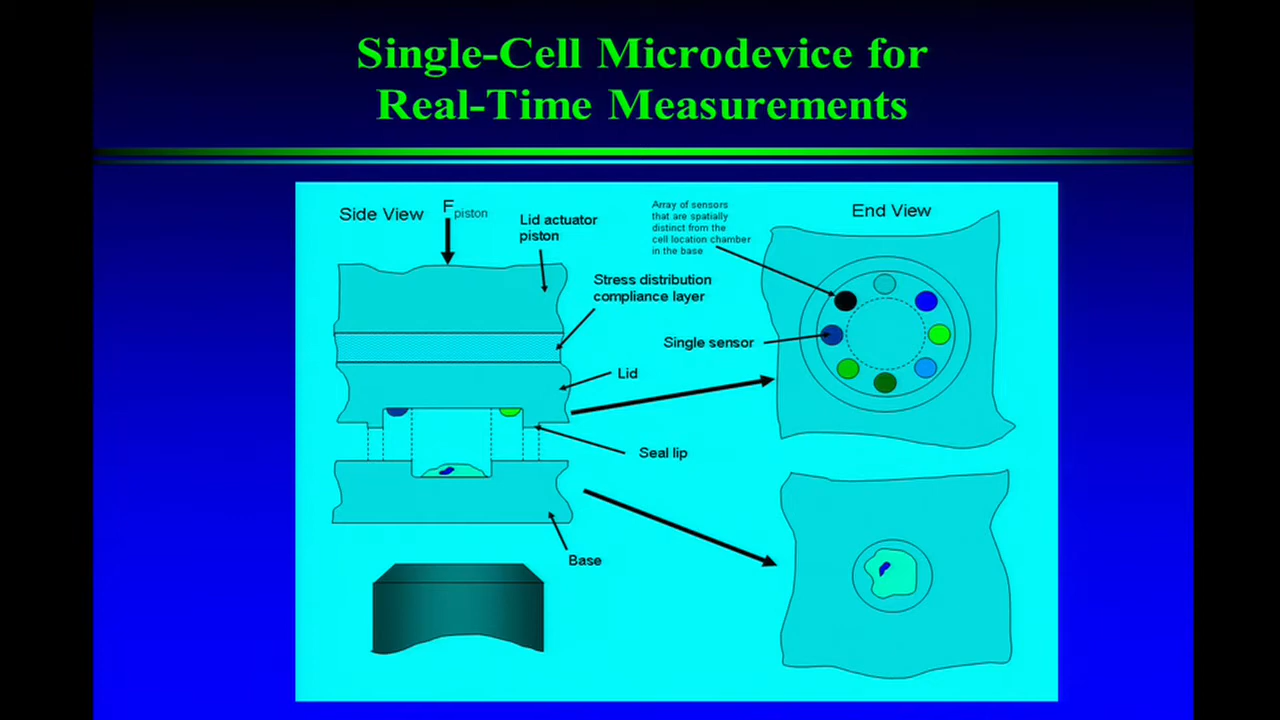 Single-Cell Microdevice for
Real-Time Measurements
Side View
F piston
Lid actuator
piston
Stress distribution
compliance layer
Array of sensors
that are spatially
distinct from the
cell location chamber
in the base
End View
Single sensor
Lid
Seal lip
Base